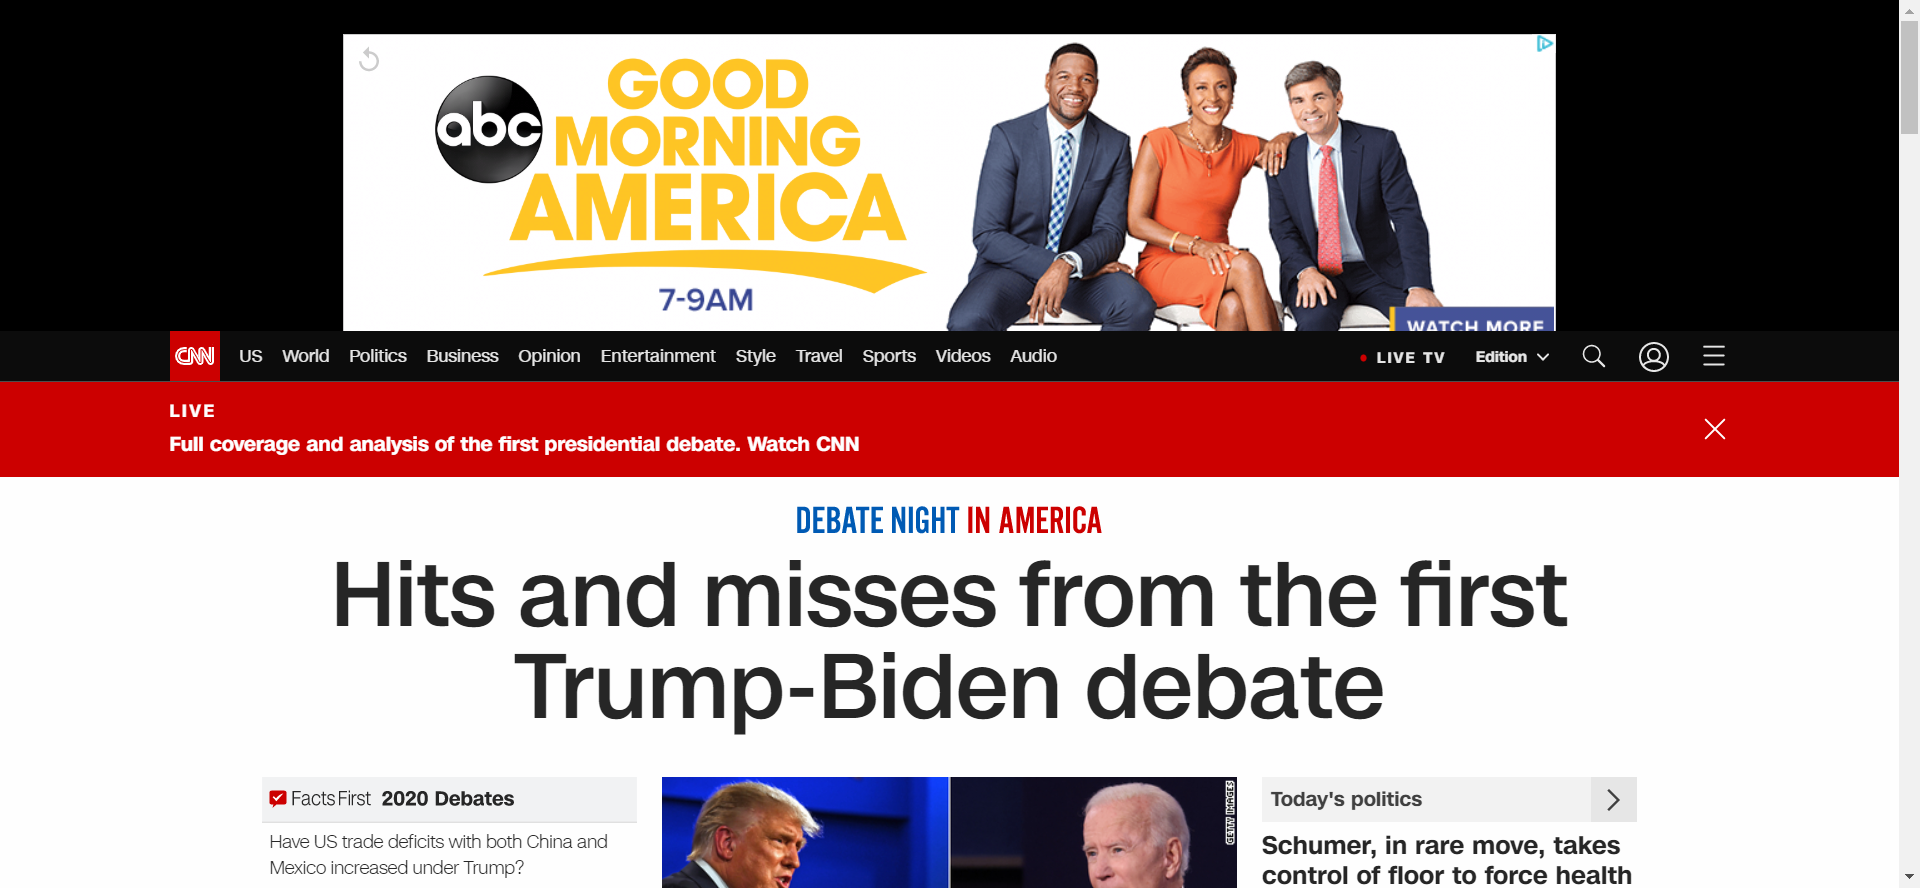 abc
GOOD
MORNING
AMERICA
7-9AM
WATCH MORE
CNN
US World Politics Business Opinion Entertainment Style Travel Sports Videos Audio
LIVE TV Edition
LIVE
Full coverage and analysis of the first presidential debate. Watch CNN
DEBATE NIGHT IN AMERICA
Hits and misses from the first
Trump-Biden debate
Facts First 2020 Debates
Have US trade deficits with both China and
Mexico increased under Trump?
GETTY IMAGES
Today's politics
Schumer, in rare move, takes
control of floor to force health